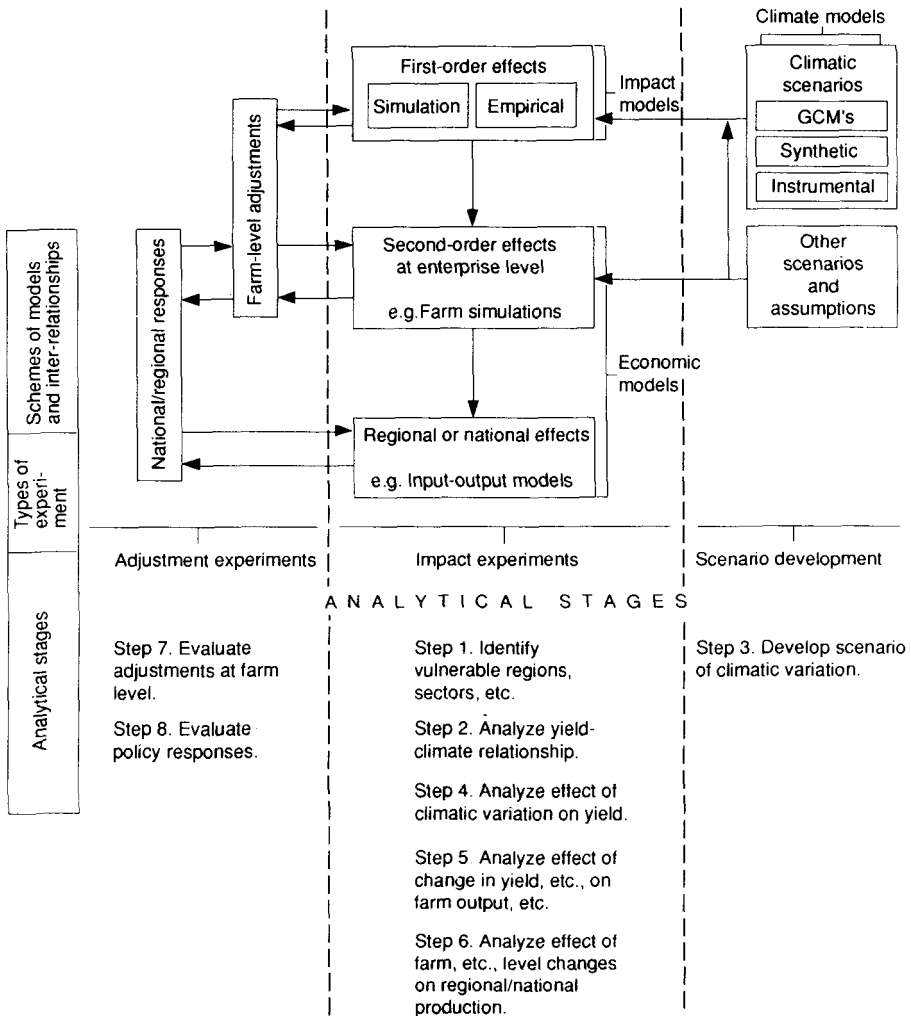 Climate models
First-order effects
Simulation
Empirical
Impact
models
Climatic
scenarios
GCM's
Synthetic
Instrumental
Farm-level adjustments
National/regional responses
Second-order effects
at enterprise level
e.g.Farm simulations
Other
scenarios
and
assumptions
Economic
models
Regional or national effects
e.g. Input-output models
Schemes of models
and inter-relationships
Types of
experi-
ment
Analytical stages
Adjustment experiments
Impact experiments
Scenario development
ANALYTICAL STAGES
Step 7. Evaluate
adjustments at farm
level.
Step 8. Evaluate
policy responses.
Step 1. Identify
vulnerable regions,
sectors, etc.
Step 2. Analyze yield-
climate relationship.
Step 4. Analyze effect of
climatic variation on yield.
Step 5. Analyze effect of
change in yield, etc., on
farm output, etc.
Step 6. Analyze effect of
farm, etc., level changes
on regional/national
production.
Step 3. Develop scenario
of climatic variation.